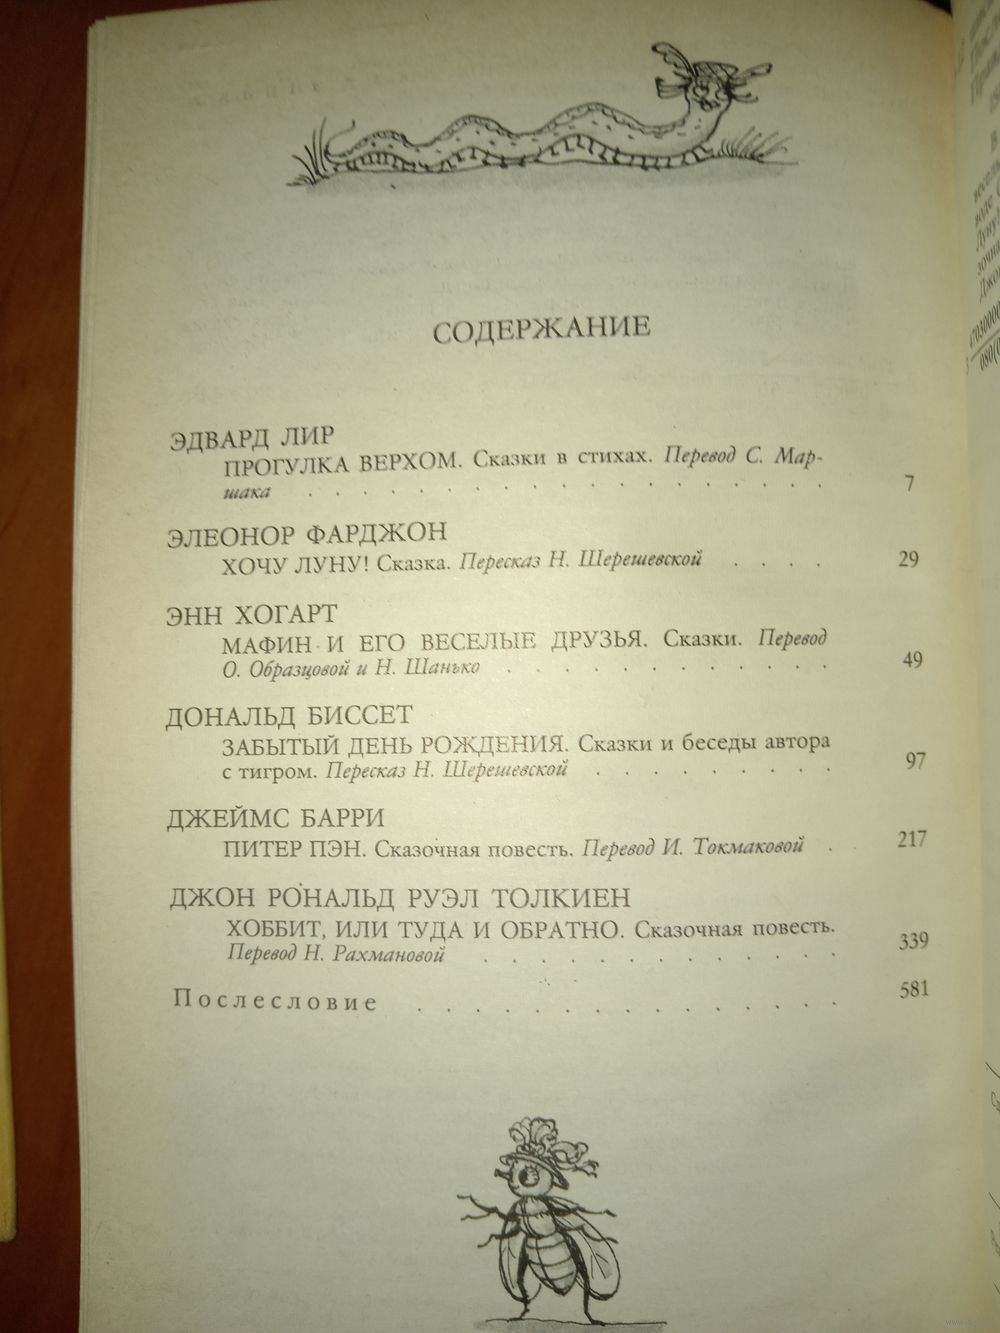 СОДЕРЖАНИЕ
ЭДВАРД ЛИР
ПРОГУЛКА ВЕРХОМ. Сказки в стихах. Перевод С. Мар-
шака . . . . . . . . . . . . . . . . . . . 7
ЭЛЕОНОР ФАРДЖОН
ХОЧУ ЛУНУ! Сказка. Пересказ Н. Шерешевской . . . . 29
ЭНН ХОГАРТ
МАФИН И ЕГО ВЕСЕЛЫЕ ДРУЗЬЯ. Сказки. Перевод
О. Образцовой и Н. Шанько . . . . . . . . . . . . 49
ДОНАЛЬД БИССЕТ
ЗАБЫТЫЙ ДЕНЬ РОЖДЕНИЯ. Сказки и беседы автора
с тигром. Пересказ Н. Шерешевской . . . . . . . . . 97
ДЖЕЙМС БАРРИ
ПИТЕР ПЭН. Сказочная повесть. Перевод И. Токмаковой . . 217
ДЖОН РОНАЛЬД РУЭЛ ТОЛКИЕН
ХОББИТ, ИЛИ ТУДА И ОБРАТНО. Сказочная повесть.
Перевод Н. Рахмановой . . . . . . . . . . . . . 339
Послесловие . . . . . . . . . . . . . . . 581